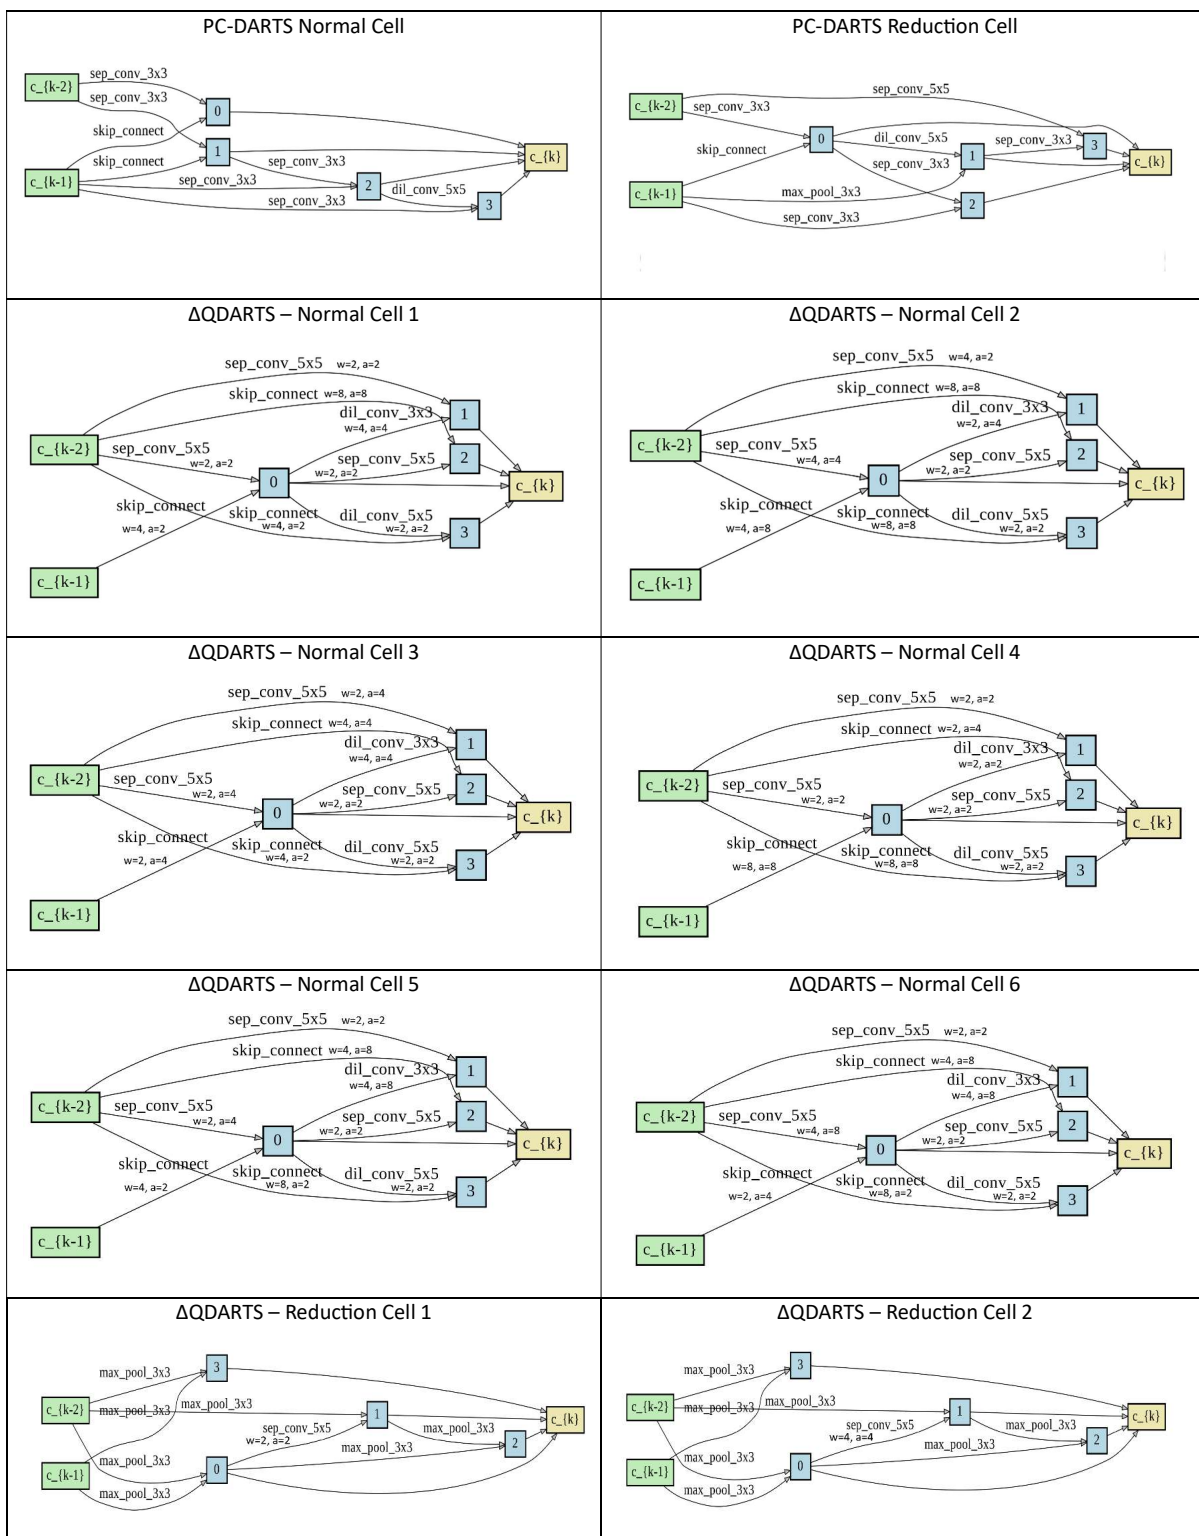 PC-DARTS Normal Cell
c_{k-2}
sep_conv_3x3
sep_conv_3x3
0
skip_connect
1
skip_connect
c_{k-1}
sep_conv_3x3
sep_conv_3x3
2
dil_conv_5x5
sep_conv_3x3
3
c_{k}
PC-DARTS Reduction Cell
c_{k-2}
sep_conv_5x5
sep_conv_3x3
0
dil_conv_5x5
sep_conv_3x3
3
skip_connect
sep_conv_3x3
1
c_{k}
c_{k-1}
max_pool_3x3
2
sep_conv_3x3
ΔQDARTS – Normal Cell 1
sep_conv_5x5 w=2, a=2
skip_connect w=8, a=8
dil_conv_3x3
w=4, a=4
1
c_{k-2}
sep_conv_5x5
w=2, a=2
sep_conv_5x5
w=2, a=2
2
0
c_{k}
skip_connect
w=4, a=2
skip_connect
w=4, a=2
dil_conv_5x5
w=2, a=2
3
c_{k-1}
ΔQDARTS – Normal Cell 2
sep_conv_5x5 w=4, a=2
skip_connect w=8, a=8
dil_conv_3x3
w=2, a=4
1
c_{k-2}
sep_conv_5x5
w=4, a=4
sep_conv_5x5
w=2, a=2
2
0
c_{k}
skip_connect
w=4, a=8
skip_connect
w=8, a=8
dil_conv_5x5
w=2, a=2
3
c_{k-1}
ΔQDARTS – Normal Cell 3
sep_conv_5x5 w=2, a=4
skip_connect w=4, a=4
dil_conv_3x3
w=4, a=4
1
c_{k-2}
sep_conv_5x5
w=2, a=4
sep_conv_5x5
w=2, a=2
2
0
c_{k}
skip_connect
w=2, a=4
skip_connect
w=4, a=2
dil_conv_5x5
w=2, a=2
3
c_{k-1}
ΔQDARTS – Normal Cell 4
sep_conv_5x5 w=2, a=2
skip_connect w=2, a=4
dil_conv_3x3
w=2, a=2
1
c_{k-2}
sep_conv_5x5
w=2, a=2
sep_conv_5x5
w=2, a=2
2
0
c_{k}
skip_connect
w=8, a=8
skip_connect
w=8, a=8
dil_conv_5x5
w=2, a=2
3
c_{k-1}
ΔQDARTS – Normal Cell 5
sep_conv_5x5 w=2, a=2
skip_connect w=4, a=8
dil_conv_3x3
w=4, a=8
1
c_{k-2}
sep_conv_5x5
w=2, a=4
sep_conv_5x5
w=2, a=2
2
0
c_{k}
skip_connect
w=4, a=2
skip_connect
w=8, a=2
dil_conv_5x5
w=2, a=2
3
c_{k-1}
ΔQDARTS – Normal Cell 6
sep_conv_5x5 w=2, a=2
skip_connect w=4, a=8
dil_conv_3x3
w=4, a=8
1
c_{k-2}
sep_conv_5x5
w=4, a=8
sep_conv_5x5
w=2, a=2
2
0
c_{k}
skip_connect
w=2, a=4
skip_connect
w=8, a=2
dil_conv_5x5
w=2, a=2
3
c_{k-1}
ΔQDARTS – Reduction Cell 1
max_pool_3x3
3
c_{k-2}
max_pool_3x3
max_pool_3x3
1
c_{k}
sep_conv_5x5
w=2, a=2
max_pool_3x3
2
max_pool_3x3
max_pool_3x3
c_{k-1}
0
max_pool_3x3
ΔQDARTS – Reduction Cell 2
max_pool_3x3
3
c_{k-2}
max_pool_3x3
max_pool_3x3
1
c_{k}
sep_conv_5x5
w=4, a=4
max_pool_3x3
2
max_pool_3x3
max_pool_3x3
c_{k-1}
0
max_pool_3x3